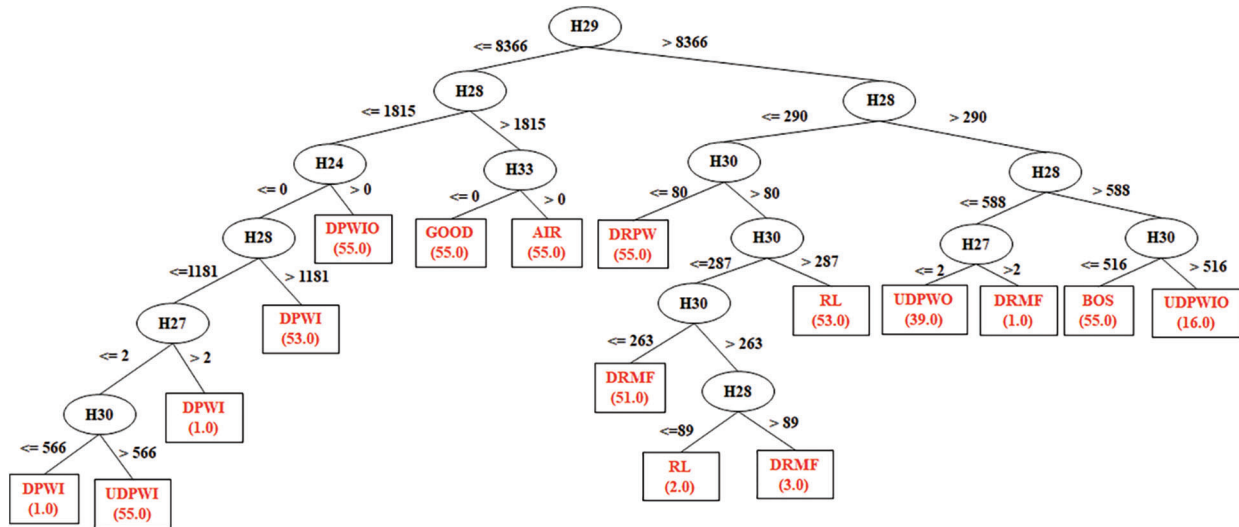 H29
<= 8366
> 8366
H28
H28
<= 1815
> 1815
<= 290
> 290
H24
H33
H30
H28
<= 0
> 0
<= 0
> 0
<= 80
> 80
<= 588
> 588
H28
DPWIO
(55.0)
GOOD
(55.0)
AIR
(55.0)
DRPW
(55.0)
H30
H27
H30
<=1181
> 1181
<=287
> 287
<= 2
>2
<= 516
> 516
H27
DPWI
(53.0)
H30
RL
(53.0)
UDPWO
(39.0)
DRMF
(1.0)
BOS
(55.0)
UDPWIO
(16.0)
<= 2
> 2
<= 263
> 263
H30
DPWI
(1.0)
DRMF
(51.0)
H28
<= 566
> 566
<=89
> 89
DPWI
(1.0)
UDPWI
(55.0)
RL
(2.0)
DRMF
(3.0)